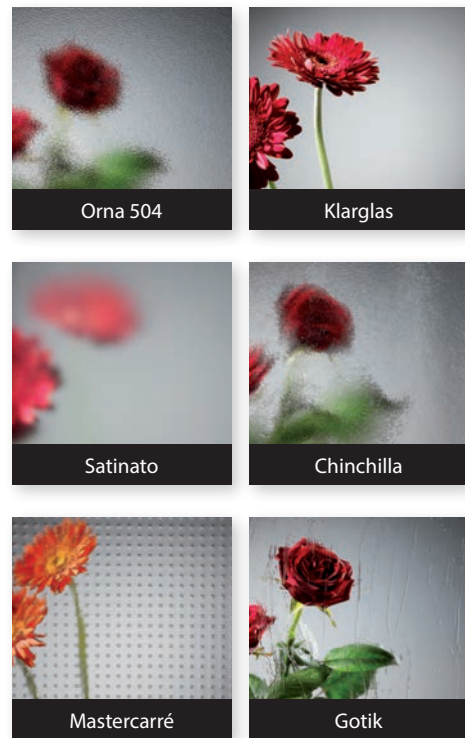 Orna 504
Klarglas
Satinato
Chinchilla
Mastercarré
Gotik